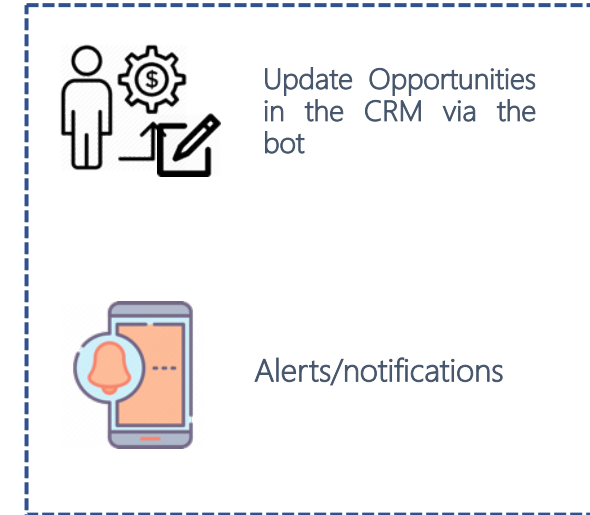 $
Update Opportunities
in the CRM via the
bot
Alerts/notifications